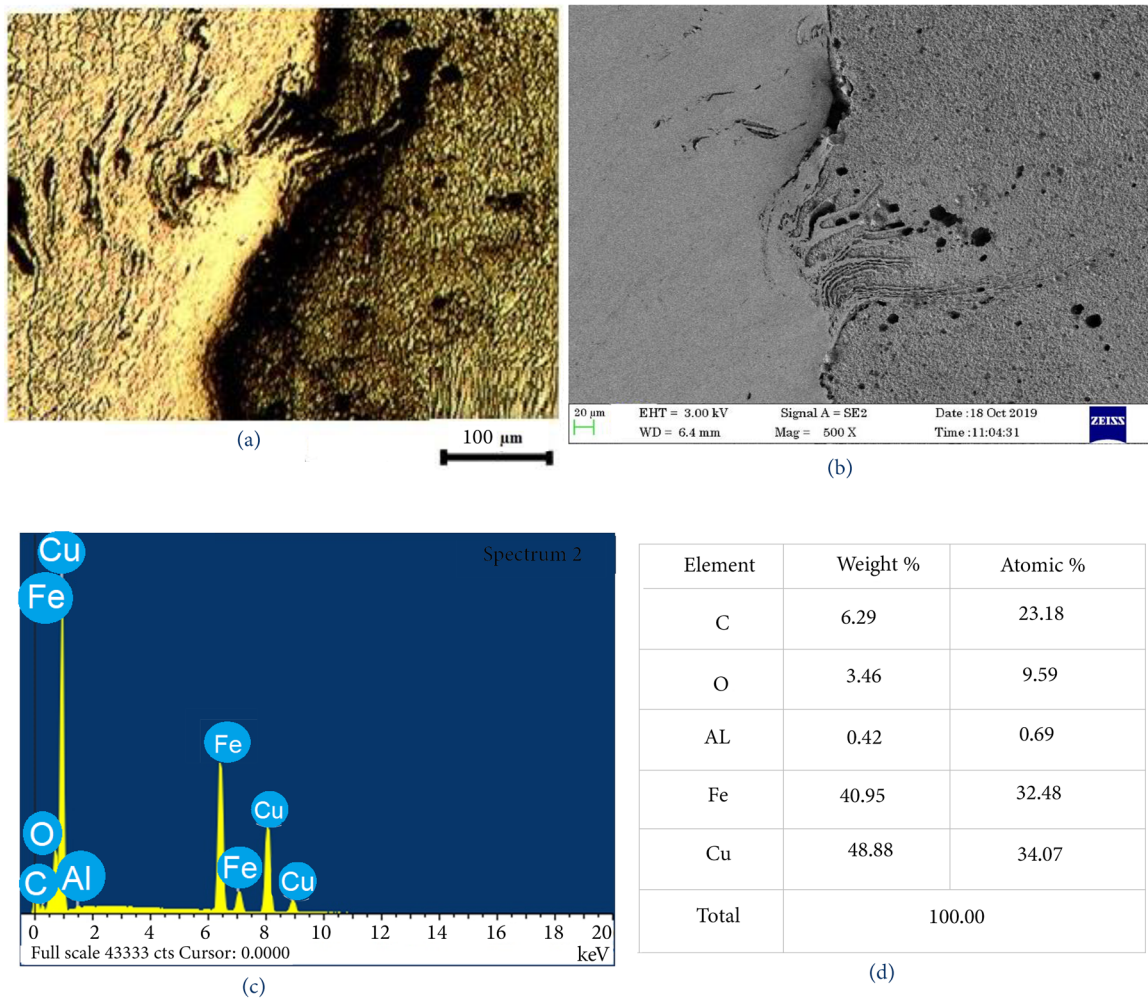 100 µm
(a)
20 µm
EHT = 3.00 kV
Signal A = SE2
Date :18 Oct 2019
WD = 6.4 mm
Mag = 500 X
Time :11:04:31
ZEISS
(b)
Spectrum 2
Cu
Fe
Fe
Cu
O
Fe
Cu
C
Al
0 2 4 6 8 10 12 14 16 18 20
Full scale 43333 cts Cursor: 0.0000
keV
(c)
Element Weight % Atomic %
C 6.29 23.18
O 3.46 9.59
AL 0.42 0.69
Fe 40.95 32.48
Cu 48.88 34.07
Total 100.00
(d)